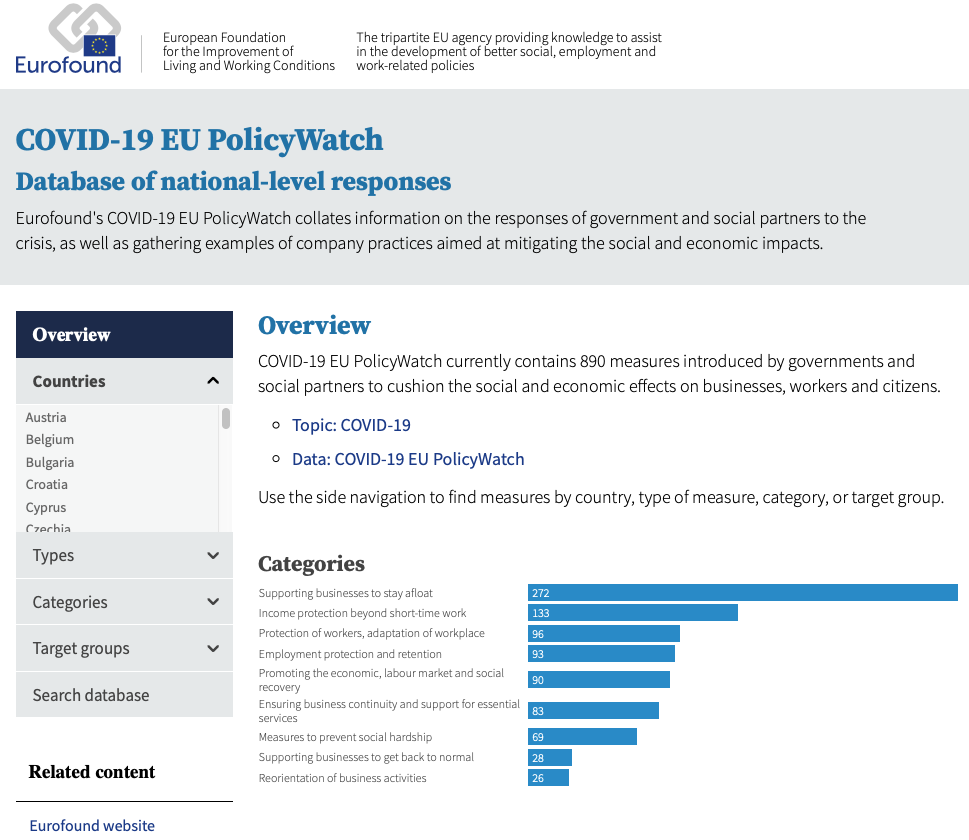 Eurofound
European Foundation
for the Improvement of
Living and Working Conditions
The tripartite EU agency providing knowledge to assist
in the development of better social, employment and
work-related policies
COVID-19 EU PolicyWatch
Database of national-level responses
Eurofound's COVID-19 EU PolicyWatch collates information on the responses of government and social partners to the
crisis, as well as gathering examples of company practices aimed at mitigating the social and economic impacts.
Overview
Countries
Austria
Belgium
Bulgaria
Croatia
Cyprus
Czechia
Types
Categories
Target groups
Search database
Related content
Eurofound website
Overview
COVID-19 EU PolicyWatch currently contains 890 measures introduced by governments and
social partners to cushion the social and economic effects on businesses, workers and citizens.
Topic: COVID-19
Data: COVID-19 EU PolicyWatch
Use the side navigation to find measures by country, type of measure, category, or target group.
Categories
Supporting businesses to stay afloat 272
Income protection beyond short-time work 133
Protection of workers, adaptation of workplace 96
Employment protection and retention 93
Promoting the economic, labour market and social
recovery 90
Ensuring business continuity and support for essential
services 83
Measures to prevent social hardship 69
Supporting businesses to get back to normal 28
Reorientation of business activities 26